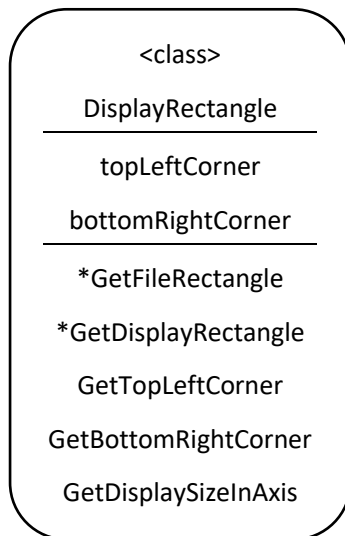 <class>
DisplayRectangle
topLeftCorner
bottomRightCorner
*GetFileRectangle
*GetDisplayRectangle
GetTopLeftCorner
GetBottomRightCorner
GetDisplaySizeInAxis